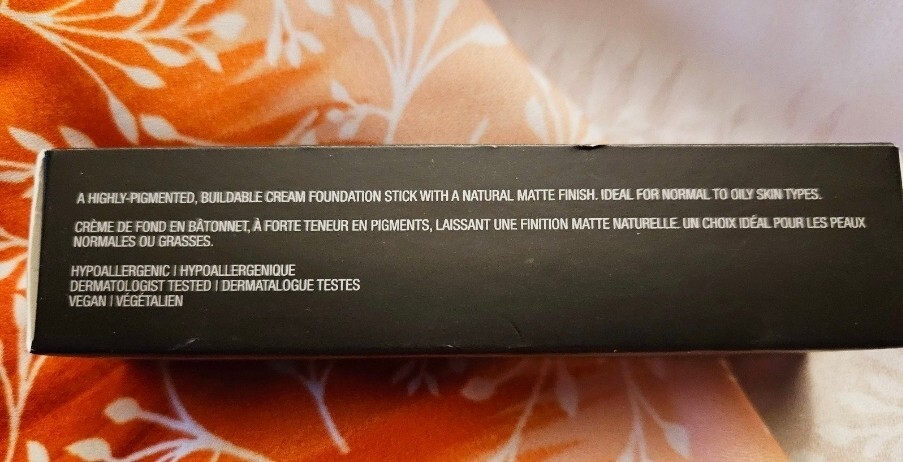 A HIGHLY-PIGMENTED, BUILDABLE CREAM FOUNDATION STICK WITH A NATURAL MATTE FINISH. IDEAL FOR NORMAL TO OILY SKIN TYPES.
CRÈME DE FOND EN BÂTONNET, À FORTE TENEUR EN PIGMENTS, LAISSANT UNE FINITION MATTE NATURELLE. UN CHOIX IDÉAL POUR LES PEAUX
NORMALES OU GRASSES.
HYPOALLERGENIC | HYPOALLERGENIQUE
DERMATOLOGIST TESTED | DERMATALOGUE TESTES
VEGAN | VÉGÉTALIEN